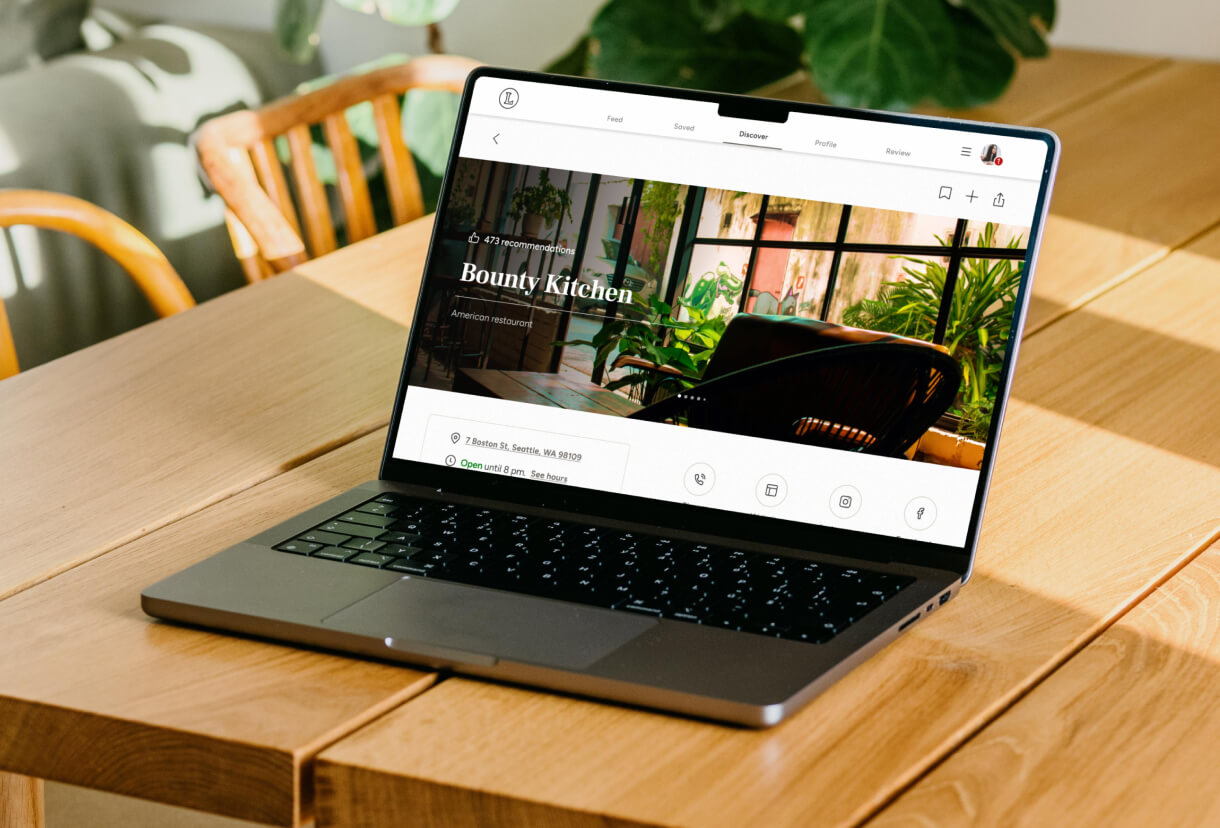 L
Feed
Saved
Discover
Profile
Review
473 recommendations
Bounty Kitchen
American restaurant
7 Boston St, Seattle, WA 98109
Open until 8 pm. See hours